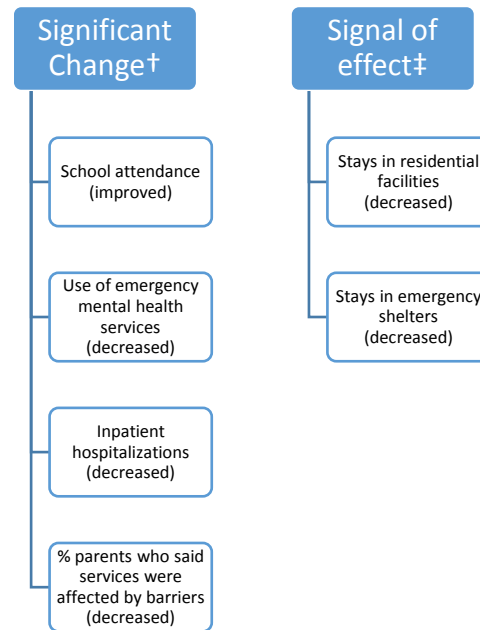 Significant
Change†
School attendance
(improved)
Use of emergency
mental health
services
(decreased)
Inpatient
hospitalizations
(decreased)
% parents who said
services were
affected by barriers
(decreased)
Signal of
effect‡
Stays in residential
facilities
(decreased)
Stays in emergency
shelters
(decreased)